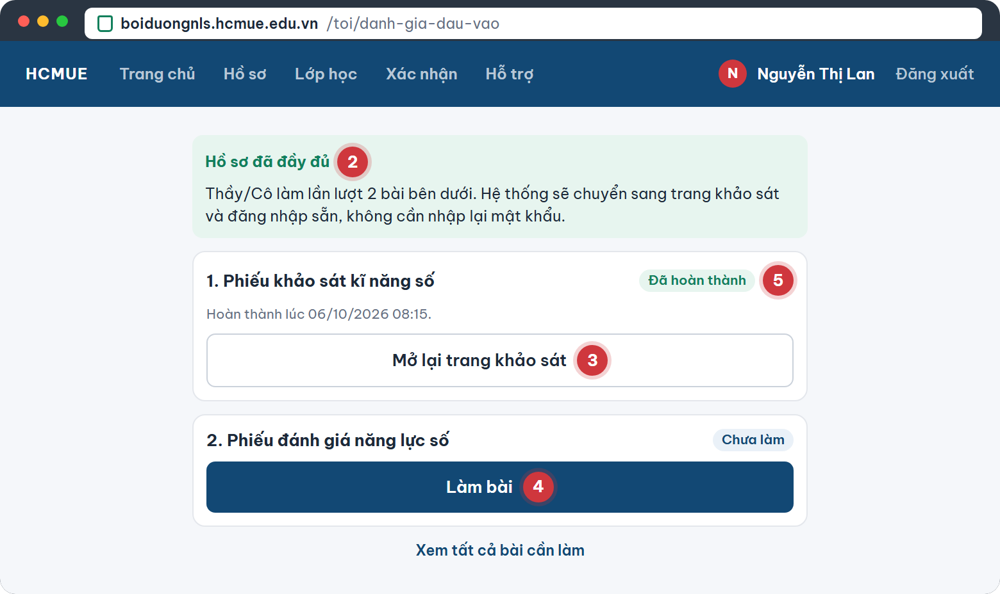 boiduongnls.hcmue.edu.vn /toi/danh-gia-dau-vao
HCMUE Trang chủ Hồ sơ Lớp học Xác nhận Hỗ trợ N Nguyễn Thị Lan Đăng xuất
Hồ sơ đã đầy đủ 2
Thầy/Cô làm lần lượt 2 bài bên dưới. Hệ thống sẽ chuyển sang trang khảo sát
và đăng nhập sẵn, không cần nhập lại mật khẩu.
1. Phiếu khảo sát kĩ năng số Đã hoàn thành 5
Hoàn thành lúc 06/10/2026 08:15.
Mở lại trang khảo sát 3
2. Phiếu đánh giá năng lực số Chưa làm
Làm bài 4
Xem tất cả bài cần làm